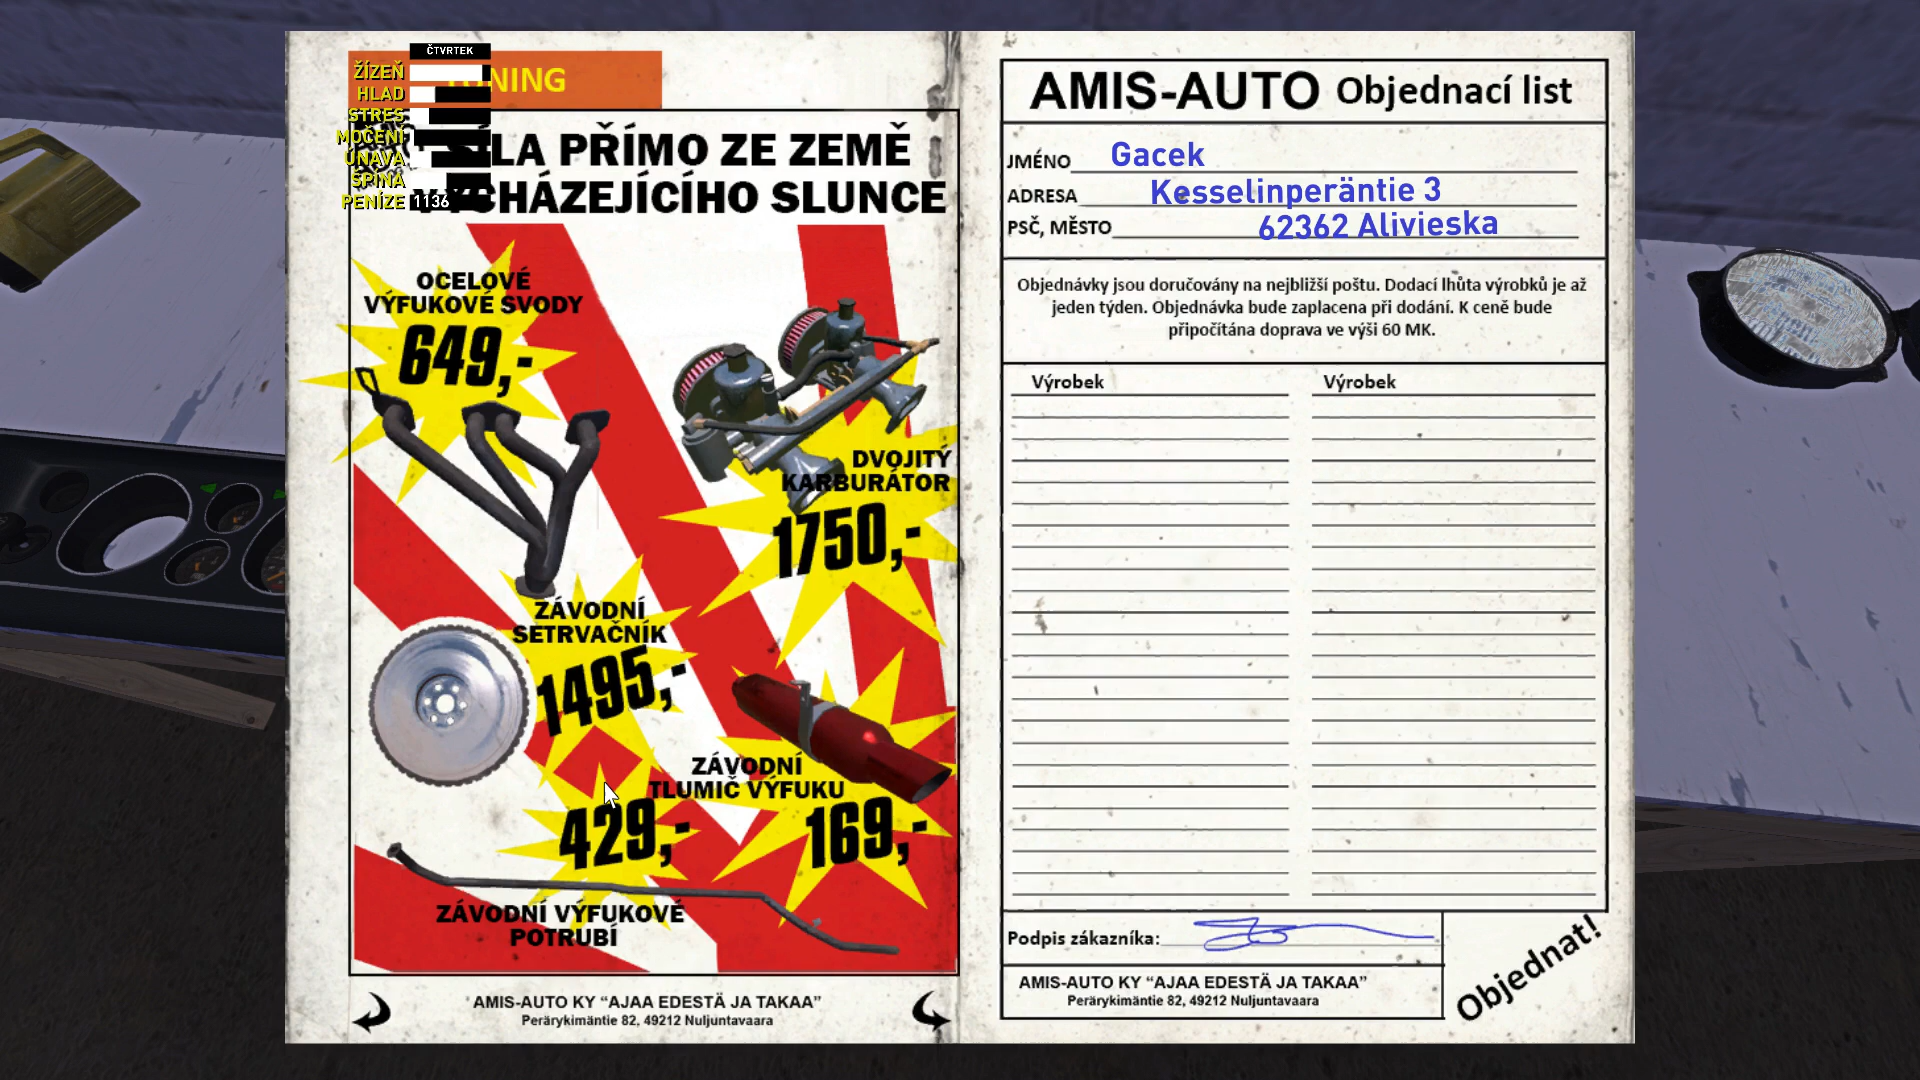 ČTVRTEK
ŽÍZEŇ
HLAD
STRES
MOČENÍ
ÚNAVA
ŠPÍNA
PENÍZE 1136
NING
LA PŘÍMO ZE ZEMĚ
VYCHÁZEJÍCÍHO SLUNCE
OCELOVÉ
VÝFUKOVÉ SVODY
649,-
DVOJITÝ
KARBURÁTOR
1750,-
ZÁVODNÍ
SETRVAČNÍK
1495,-
ZÁVODNÍ
TLUMIČ VÝFUKU
429,-
169,-
ZÁVODNÍ VÝFUKOVÉ
POTRUBÍ
AMIS-AUTO KY “AJAA EDESTÄ JA TAKAA”
Perärykimäntie 82, 49212 Nuljuntavaara
AMIS-AUTO Objednací list
JMÉNO Gacek
ADRESA Kesselinperäntie 3
PSČ, MĚSTO 62362 Alivieska
Objednávky jsou doručovány na nejbližší poštu. Dodací lhůta výrobků je až
jeden týden. Objednávka bude zaplacena při dodání. K ceně bude
připočítána doprava ve výši 60 MK.
Výrobek Výrobek
Podpis zákazníka:
Objednat!
AMIS-AUTO KY “AJAA EDESTÄ JA TAKAA”
Perärykimäntie 82, 49212 Nuljuntavaara